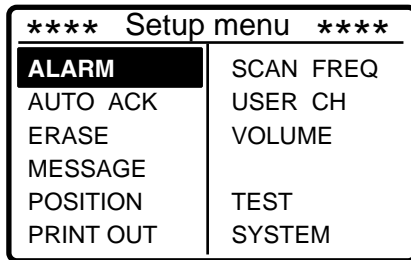 **** Setup menu ****
ALARM
AUTO ACK
ERASE
MESSAGE
POSITION
PRINT OUT
SCAN FREQ
USER CH
VOLUME
TEST
SYSTEM